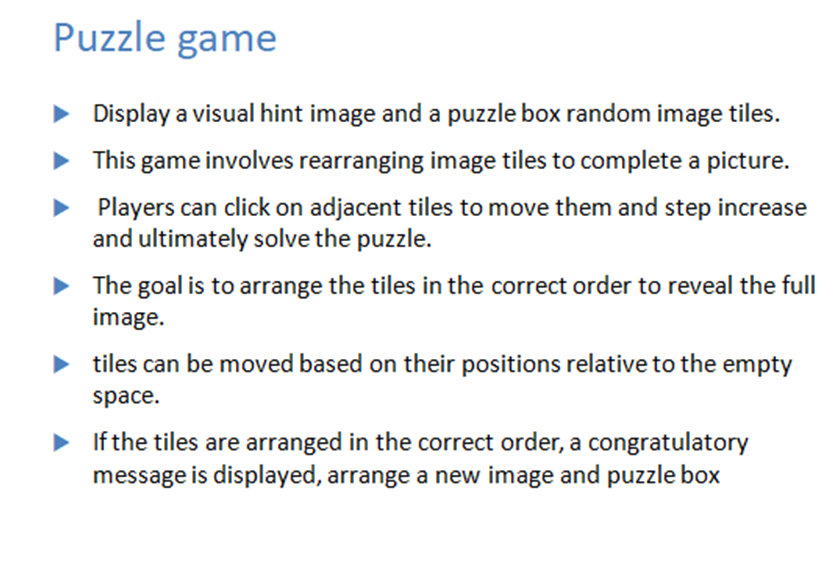 Puzzle game
Display a visual hint image and a puzzle box random image tiles.
This game involves rearranging image tiles to complete a picture.
Players can click on adjacent tiles to move them and step increase
and ultimately solve the puzzle.
The goal is to arrange the tiles in the correct order to reveal the full
image.
tiles can be moved based on their positions relative to the empty
space.
If the tiles are arranged in the correct order, a congratulatory
message is displayed, arrange a new image and puzzle box